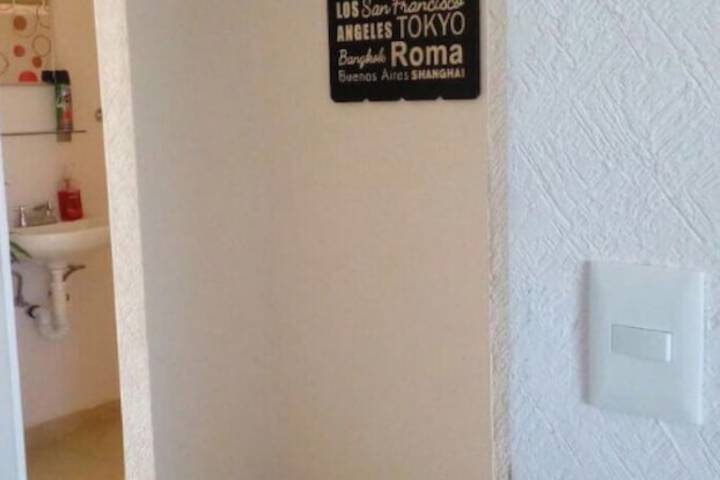 LOS San Francisco
ANGELES TOKYO
Bangkok Roma
Buenos Aires SHANGHAI